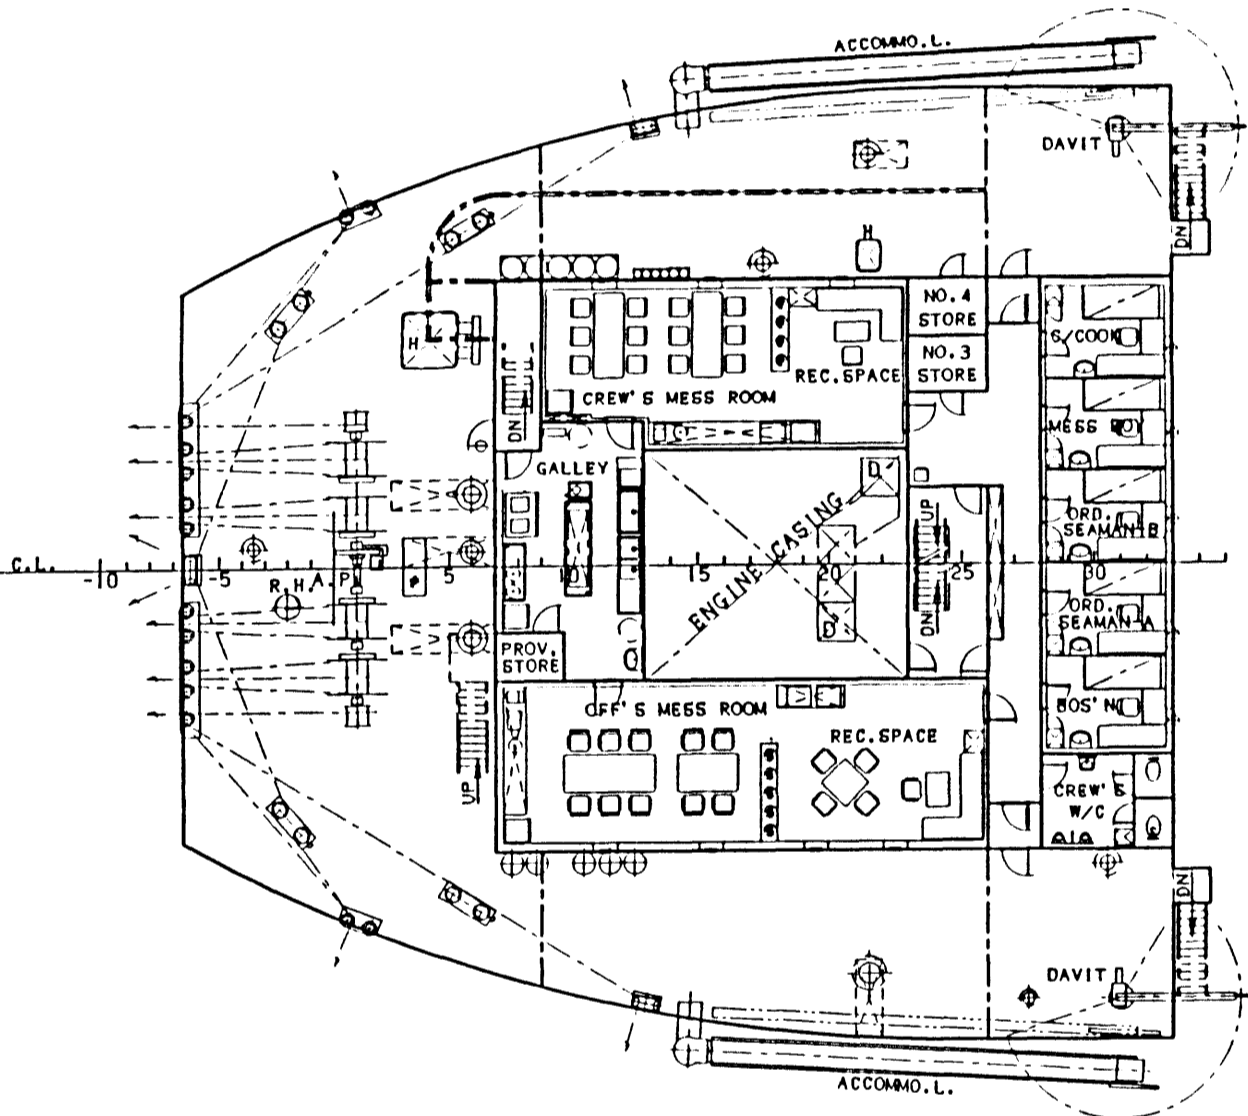 ACCOMMO.L.
DAVIT
DN
H
NO.4
STORE
S/COOK
H
NO.3
STORE
REC.SPACE
CREW'S MESS ROOM
MESS BOY
DN
GALLEY
D
UP
ORD.
SEAMAN-B
ENGINE CASING
C.L.
-10
-5
R.H.
A.P.
5
10
15
20
25
30
ORD.
SEAMAN-A
DN
D
PROV.
STORE
OFF'S MESS ROOM
BOS'N
REC.SPACE
UP
CREW'S
W/C
DN
DAVIT
ACCOMMO.L.